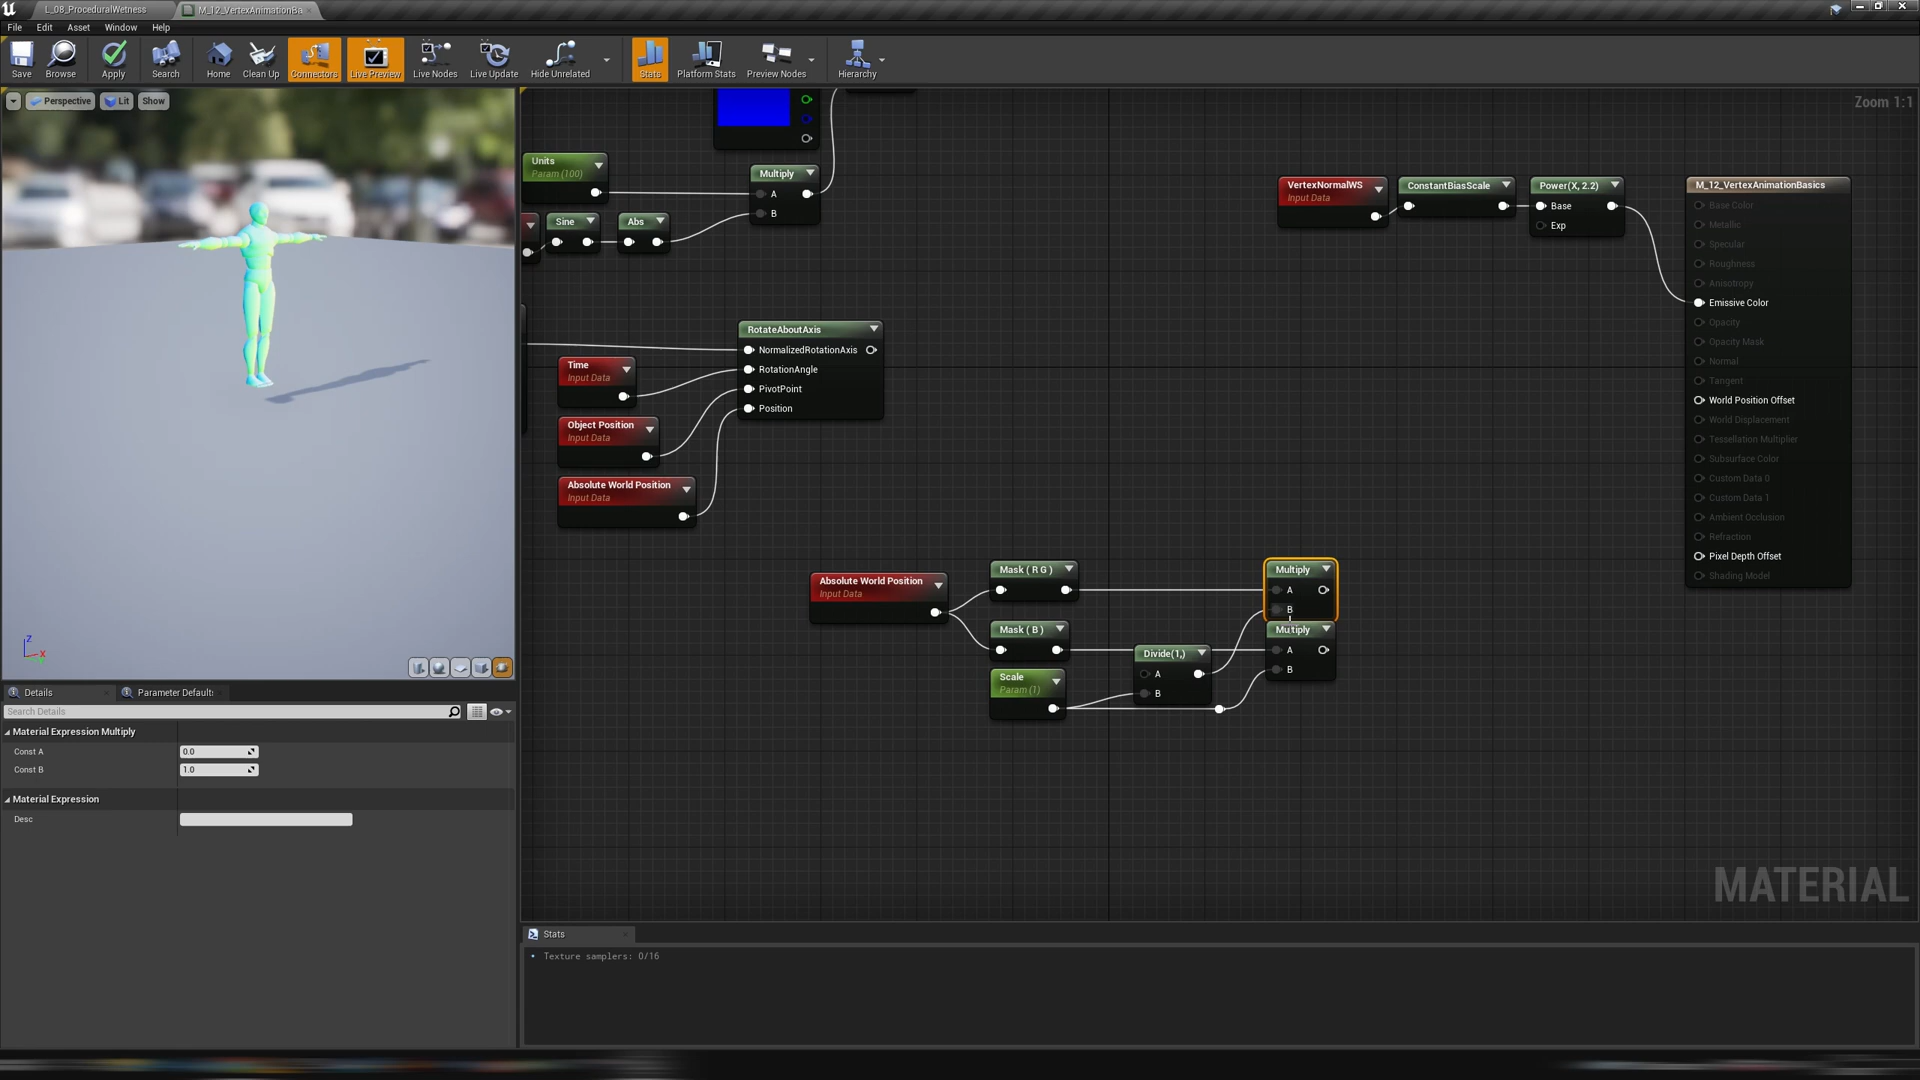 L_08_ProceduralWetness
M_12_VertexAnimationBa
File Edit Asset Window Help
Save Browse Apply Search Home Clean Up Connectors Live Preview Live Nodes Live Update Hide Unrelated Stats Platform Stats Preview Nodes Hierarchy
Perspective Lit Show
Zoom 1:1
Units
Param (100)
Multiply
A
B
Sine
Abs
VertexNormalWS
Input Data
ConstantBiasScale
Power(X, 2.2)
Base
Exp
M_12_VertexAnimationBasics
Base Color
Metallic
Specular
Roughness
Anisotropy
Emissive Color
Opacity
Opacity Mask
Normal
Tangent
World Position Offset
World Displacement
Tessellation Multiplier
Subsurface Color
Custom Data 0
Custom Data 1
Ambient Occlusion
Refraction
Pixel Depth Offset
Shading Model
RotateAboutAxis
NormalizedRotationAxis
RotationAngle
PivotPoint
Position
Time
Input Data
Object Position
Input Data
Absolute World Position
Input Data
Absolute World Position
Input Data
Mask ( R G )
Mask ( B )
Scale
Param (1)
Divide(1,)
A
B
Multiply
A
B
Multiply
A
B
Z
X
Y
MATERIAL
Details
Parameter Default
Search Details
Material Expression Multiply
Const A 0.0
Const B 1.0
Material Expression
Desc
Stats
• Texture samplers: 0/16